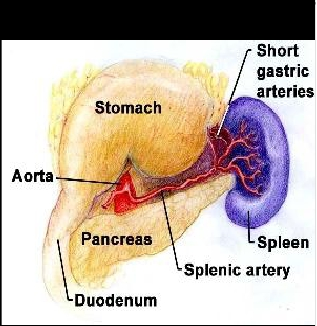 Short
gastric
arteries
Stomach
Aorta
Pancreas
Spleen
Splenic artery
Duodenum